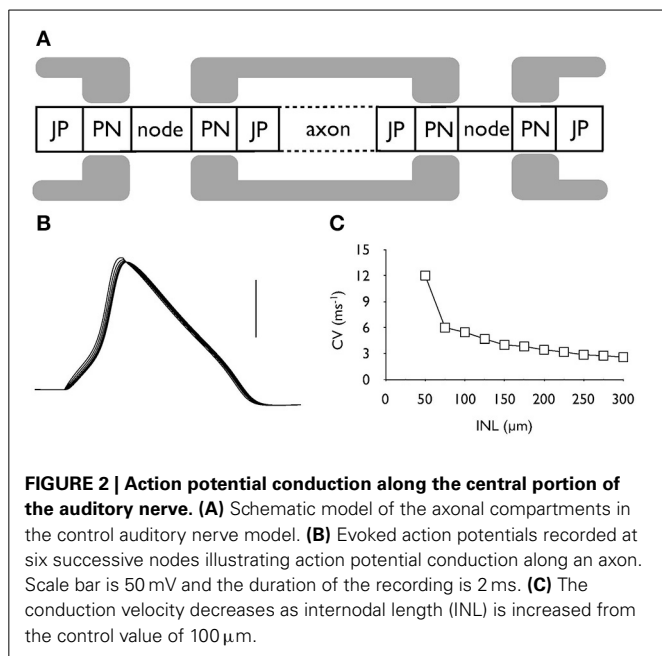 A
JP PN node PN JP axon JP PN node PN JP
B
C
15
12
9
6
3
0
CV (ms⁻¹)
0 50 100 150 200 250 300
INL (µm)
FIGURE 2 | Action potential conduction along the central portion of
the auditory nerve. (A) Schematic model of the axonal compartments in
the control auditory nerve model. (B) Evoked action potentials recorded at
six successive nodes illustrating action potential conduction along an axon.
Scale bar is 50 mV and the duration of the recording is 2 ms. (C) The
conduction velocity decreases as internodal length (INL) is increased from
the control value of 100 µm.